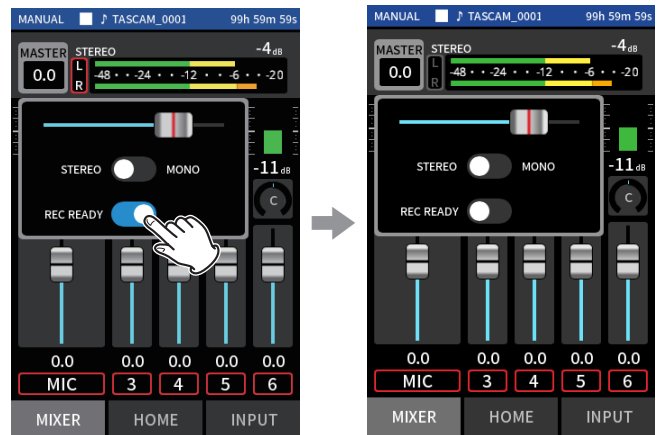 MANUAL ♪ TASCAM_0001 99h 59m 59s
MASTER STEREO -4dB
0.0 L R -48 · · -24 · · -12 · · -6 · · -20
STEREO MONO
-11dB
C
REC READY
0.0 0.0 0.0 0.0 0.0
MIC 3 4 5 6
MIXER HOME INPUT
MANUAL ♪ TASCAM_0001 99h 59m 59s
MASTER STEREO -4dB
0.0 L R -48 · · -24 · · -12 · · -6 · · -20
STEREO MONO
-11dB
C
REC READY
0.0 0.0 0.0 0.0 0.0
MIC 3 4 5 6
MIXER HOME INPUT